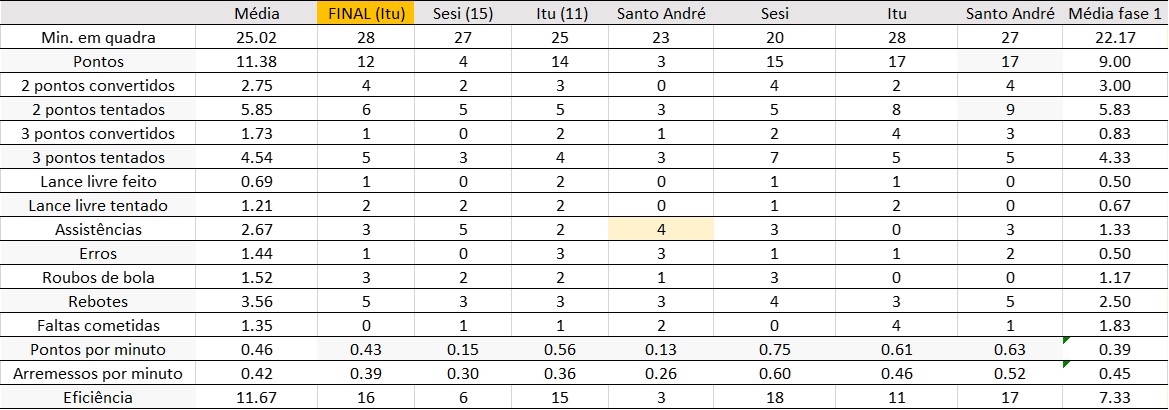 Média FINAL (Itu) Sesi (15) Itu (11) Santo André Sesi Itu Santo André Média fase 1
Min. em quadra 25.02 28 27 25 23 20 28 27 22.17
Pontos 11.38 12 4 14 3 15 17 17 9.00
2 pontos convertidos 2.75 4 2 3 0 4 2 4 3.00
2 pontos tentados 5.85 6 5 5 3 5 8 9 5.83
3 pontos convertidos 1.73 1 0 2 1 2 4 3 0.83
3 pontos tentados 4.54 5 3 4 3 7 5 5 4.33
Lance livre feito 0.69 1 0 2 0 1 1 0 0.50
Lance livre tentado 1.21 2 2 2 0 1 2 0 0.67
Assistências 2.67 3 5 2 4 3 0 3 1.33
Erros 1.44 1 0 3 3 1 1 2 0.50
Roubos de bola 1.52 3 2 2 1 3 0 0 1.17
Rebotes 3.56 5 3 3 3 4 3 5 2.50
Faltas cometidas 1.35 0 1 1 2 0 4 1 1.83
Pontos por minuto 0.46 0.43 0.15 0.56 0.13 0.75 0.61 0.63 0.39
Arremessos por minuto 0.42 0.39 0.30 0.36 0.26 0.60 0.46 0.52 0.45
Eficiência 11.67 16 6 15 3 18 11 17 7.33